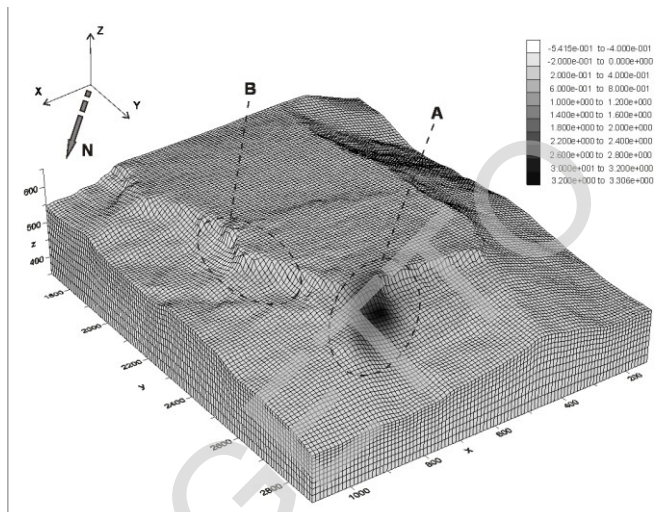 Z
X
Y
N
B
A
-5.415e-001 to -4.000e-001
-2.000e-001 to 0.000e+000
2.000e-001 to 4.000e-001
6.000e-001 to 8.000e-001
1.000e+000 to 1.200e+000
1.400e+000 to 1.600e+000
1.800e+000 to 2.000e+000
2.200e+000 to 2.400e+000
2.600e+000 to 2.800e+000
3.000e+001 to 3.200e+000
3.200e+000 to 3.306e+000
600
500
z
400
1800
2000
2200
y
2400
2600
2800
1000
800
x
600
400
200
GETTO